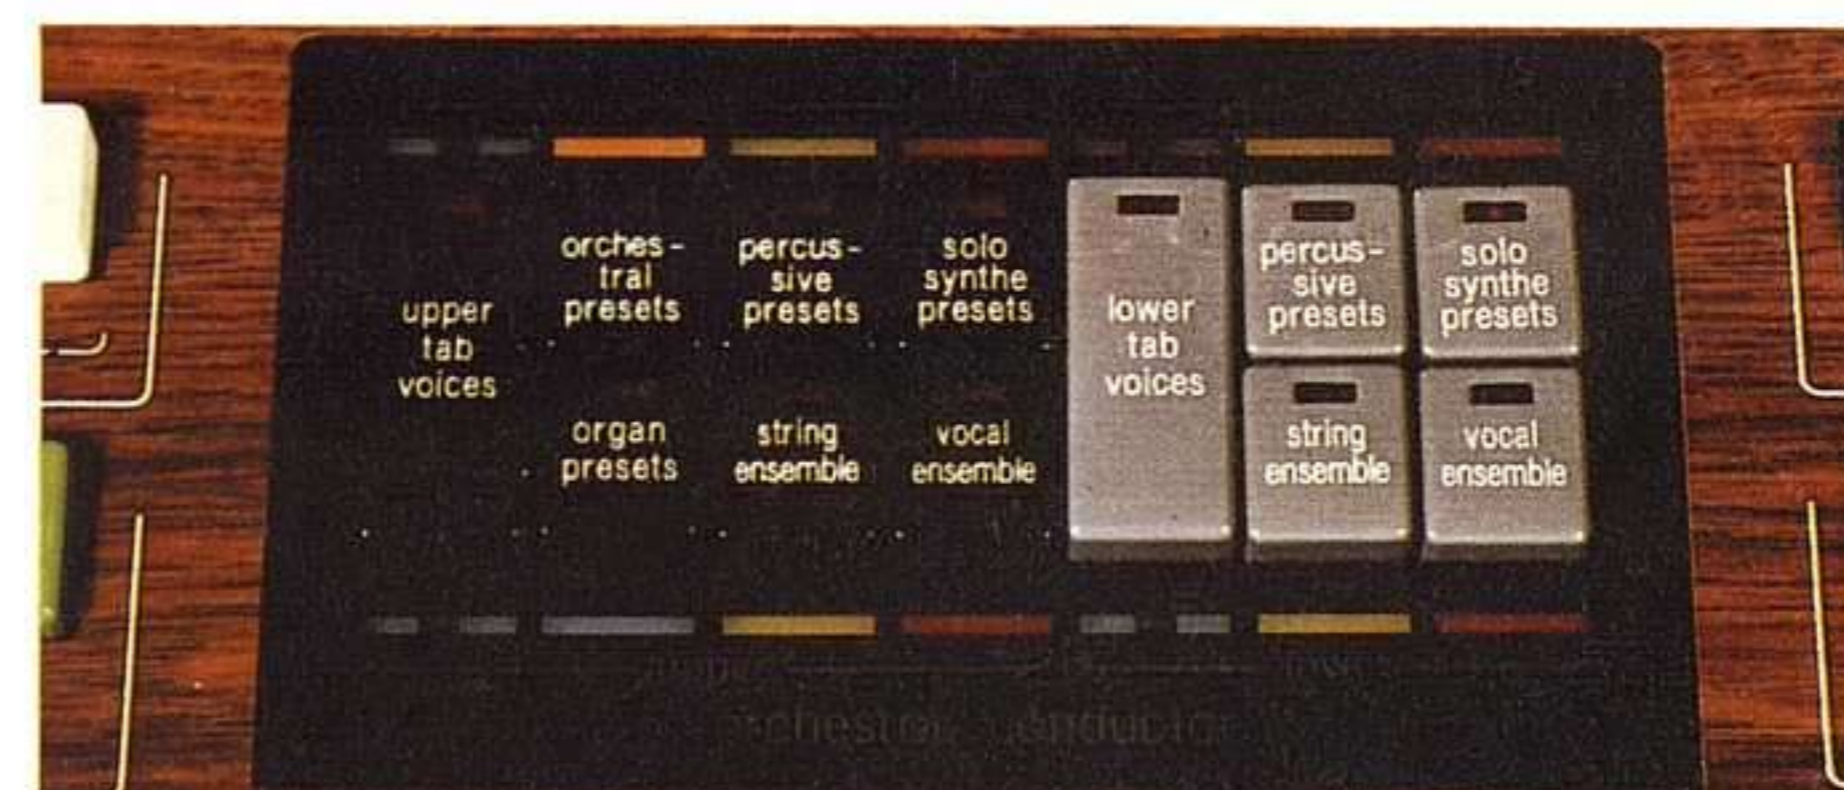 upper
tab
voices
orches-
tral
presets
percus-
sive
presets
solo
synthe
presets
organ
presets
string
ensemble
vocal
ensemble
lower
tab
voices
percus-
sive
presets
solo
synthe
presets
string
ensemble
vocal
ensemble